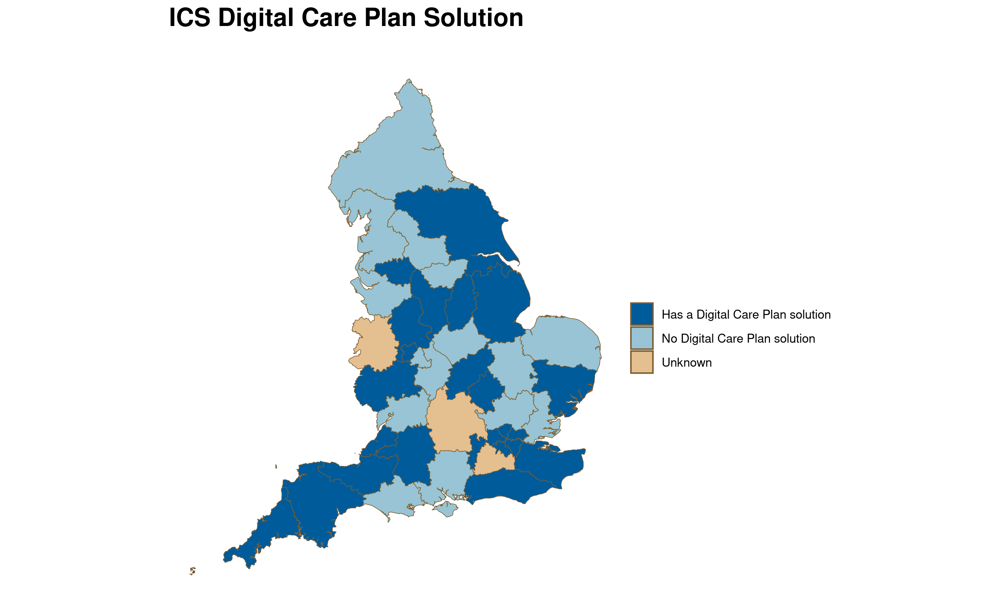 ICS Digital Care Plan Solution
Has a Digital Care Plan solution
No Digital Care Plan solution
Unknown